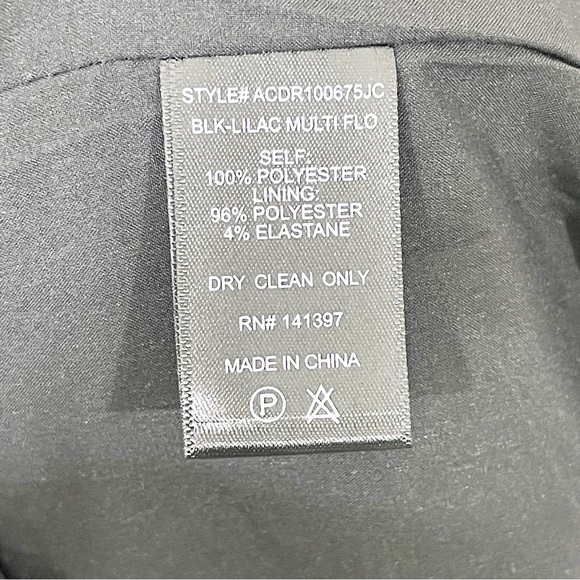 STYLE# ACDR100675JC
BLK-LILAC MULTI FLO
SELF:
100% POLYESTER
LINING:
96% POLYESTER
4% ELASTANE
DRY CLEAN ONLY
RN# 141397
MADE IN CHINA
P